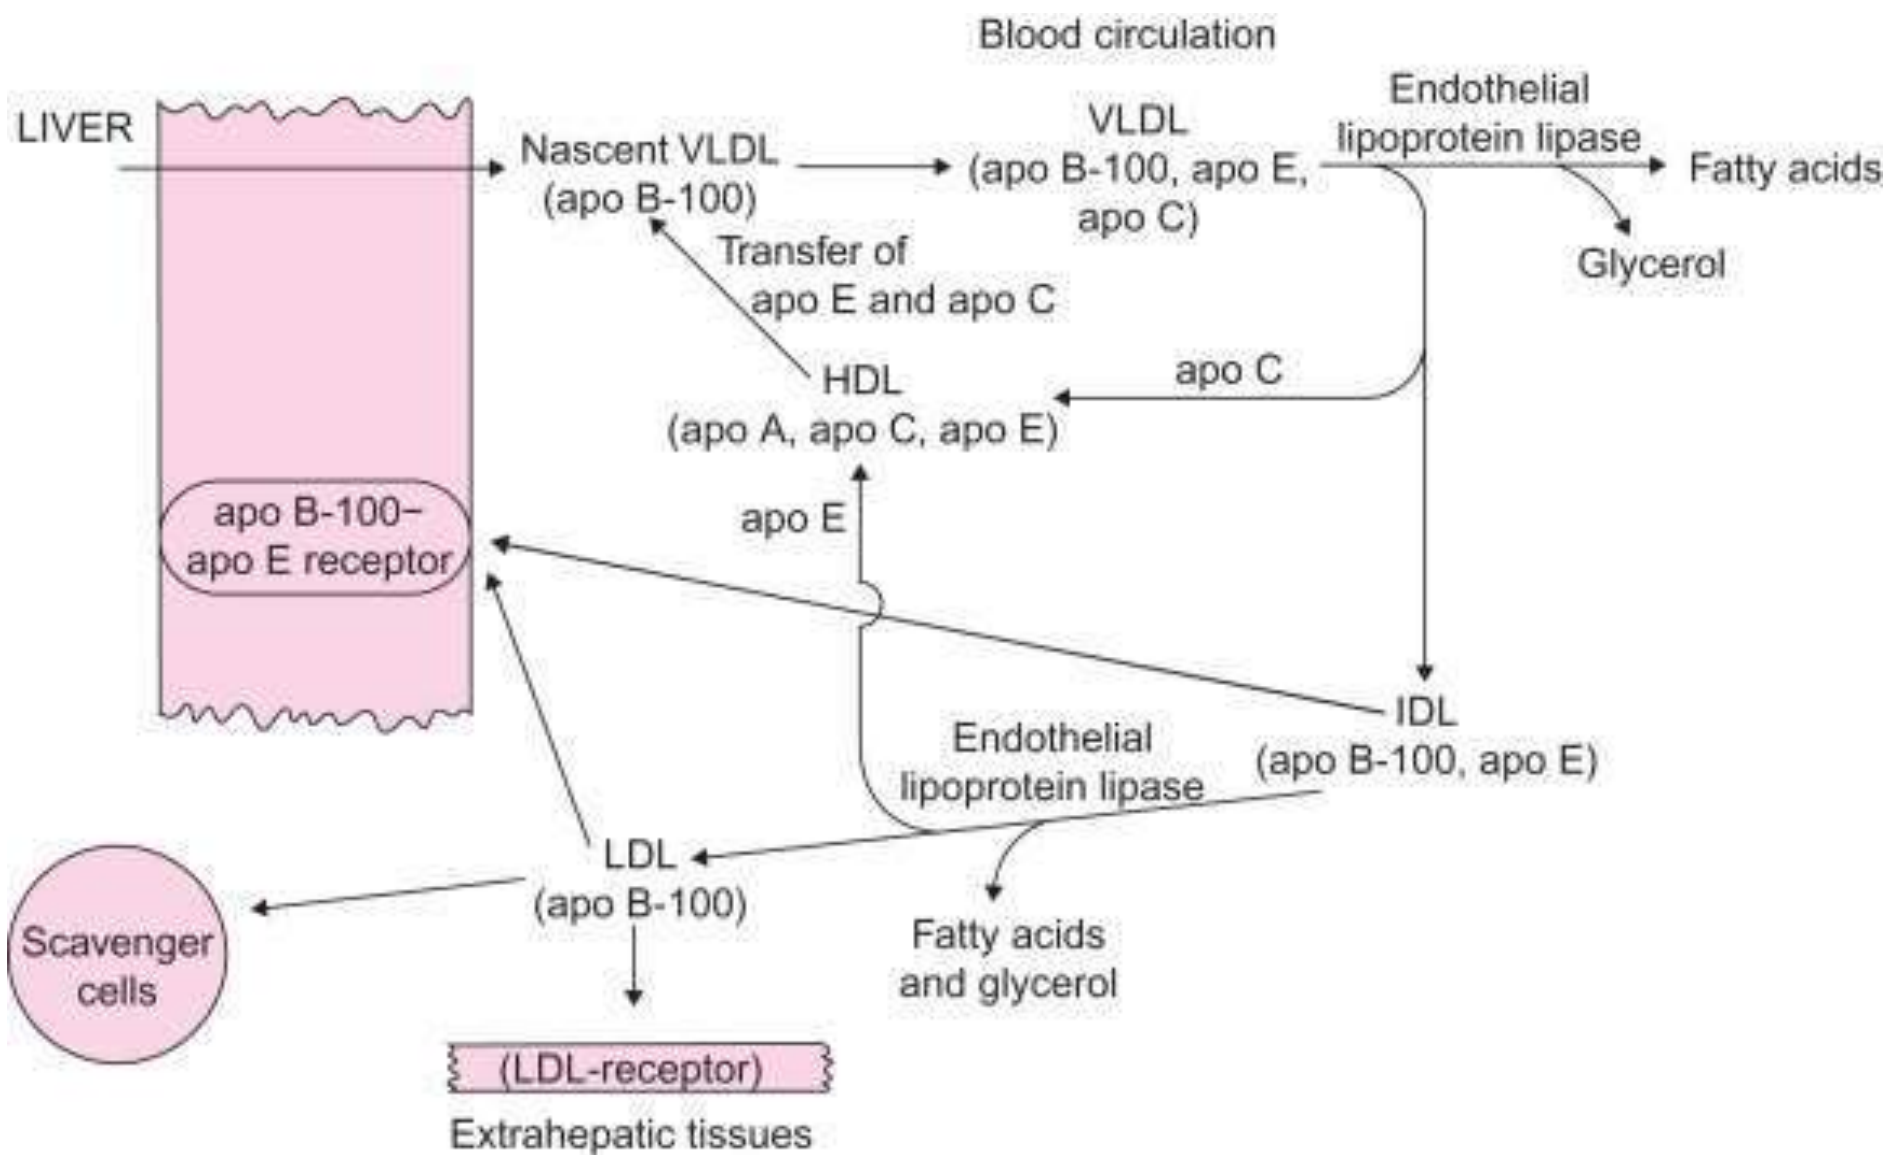 Blood circulation
LIVER
Nascent VLDL
(apo B-100)
VLDL
(apo B-100, apo E,
apo C)
Endothelial
lipoprotein lipase
Fatty acids
Glycerol
Transfer of
apo E and apo C
HDL
(apo A, apo C, apo E)
apo C
apo B-100–
apo E receptor
apo E
IDL
(apo B-100, apo E)
Endothelial
lipoprotein lipase
LDL
(apo B-100)
Fatty acids
and glycerol
Scavenger
cells
(LDL-receptor)
Extrahepatic tissues